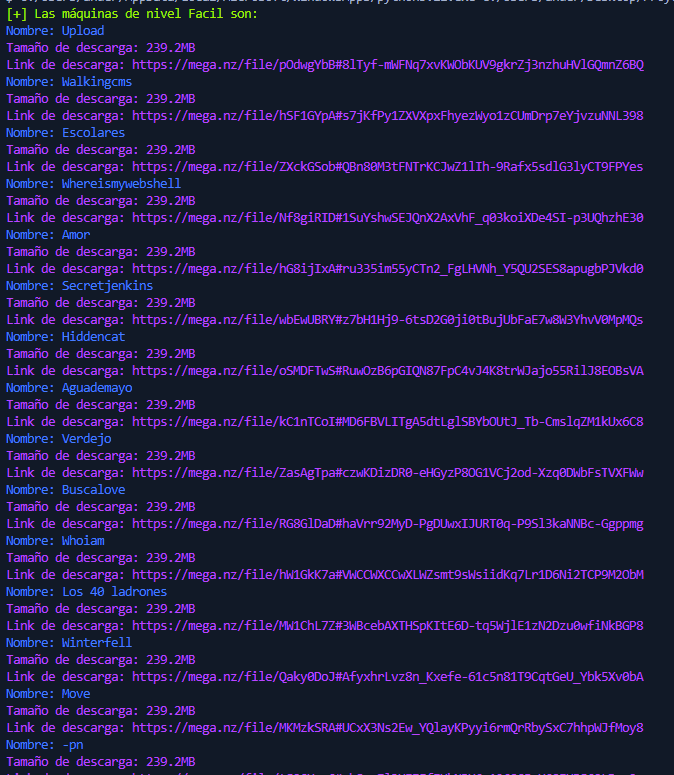 [+] Las máquinas de nivel Facil son:
Nombre: Upload
Tamaño de descarga: 239.2MB
Link de descarga: https://mega.nz/file/pOdwgYbB#8lTyf-mWFNq7xvKWObKUV9gkrZj3nzhuHVlGQmnZ6BQ
Nombre: Walkingcms
Tamaño de descarga: 239.2MB
Link de descarga: https://mega.nz/file/hSF1GYpA#s7jKfPy1ZXVXpxFhyezWyo1zCUmDrp7eYjvzuNNL398
Nombre: Escolares
Tamaño de descarga: 239.2MB
Link de descarga: https://mega.nz/file/ZXckGSob#QBn80M3tFNTrKCJwZ1lIh-9Rafx5sdlG3lyCT9FPYes
Nombre: Whereismywebshell
Tamaño de descarga: 239.2MB
Link de descarga: https://mega.nz/file/Nf8giRID#1SuYshwSEJQnX2AxVhF_q03koiXDe4SI-p3UQhzhE30
Nombre: Amor
Tamaño de descarga: 239.2MB
Link de descarga: https://mega.nz/file/hG8ijIxA#ru335im55yCTn2_FgLHVNh_Y5QU2SES8apugbPJVkd0
Nombre: Secretjenkins
Tamaño de descarga: 239.2MB
Link de descarga: https://mega.nz/file/wbEwUBRY#z7bH1Hj9-6tsD2G0ji0tBujUbFaE7w8W3YhvV0MpMQs
Nombre: Hiddencat
Tamaño de descarga: 239.2MB
Link de descarga: https://mega.nz/file/oSMDFTwS#RuwOzB6pGIQN87FpC4vJ4K8trWJajo55RilJ8EOBsVA
Nombre: Aguademayo
Tamaño de descarga: 239.2MB
Link de descarga: https://mega.nz/file/kC1nTCoI#MD6FBVLITgA5dtLglSBYbOUtJ_Tb-CmslqZM1kUx6C8
Nombre: Verdejo
Tamaño de descarga: 239.2MB
Link de descarga: https://mega.nz/file/ZasAgTpa#czwKDizDR0-eHGyzP8OG1VCj2od-Xzq0DWbFsTVXFWw
Nombre: Buscalove
Tamaño de descarga: 239.2MB
Link de descarga: https://mega.nz/file/RG8GlDaD#haVrr92MyD-PgDUwxIJURT0q-P9Sl3kaNNBc-Ggppmg
Nombre: Whoiam
Tamaño de descarga: 239.2MB
Link de descarga: https://mega.nz/file/hW1GkK7a#VWCCWXCCwXLWZsmt9sWsiidKq7Lr1D6Ni2TCP9M2ObM
Nombre: Los 40 ladrones
Tamaño de descarga: 239.2MB
Link de descarga: https://mega.nz/file/MW1ChL7Z#3WBcebAXTHSpKItE6D-tq5WjlE1zN2Dzu0wfiNkBGP8
Nombre: Winterfell
Tamaño de descarga: 239.2MB
Link de descarga: https://mega.nz/file/Qaky0DoJ#AfyxhrLvz8n_Kxefe-61c5n81T9CqtGeU_Ybk5Xv0bA
Nombre: Move
Tamaño de descarga: 239.2MB
Link de descarga: https://mega.nz/file/MKMzkSRA#UCxX3Ns2Ew_YQlayKPyyi6rmQrRbySxC7hhpWJfMoy8
Nombre: -pn
Tamaño de descarga: 239.2MB